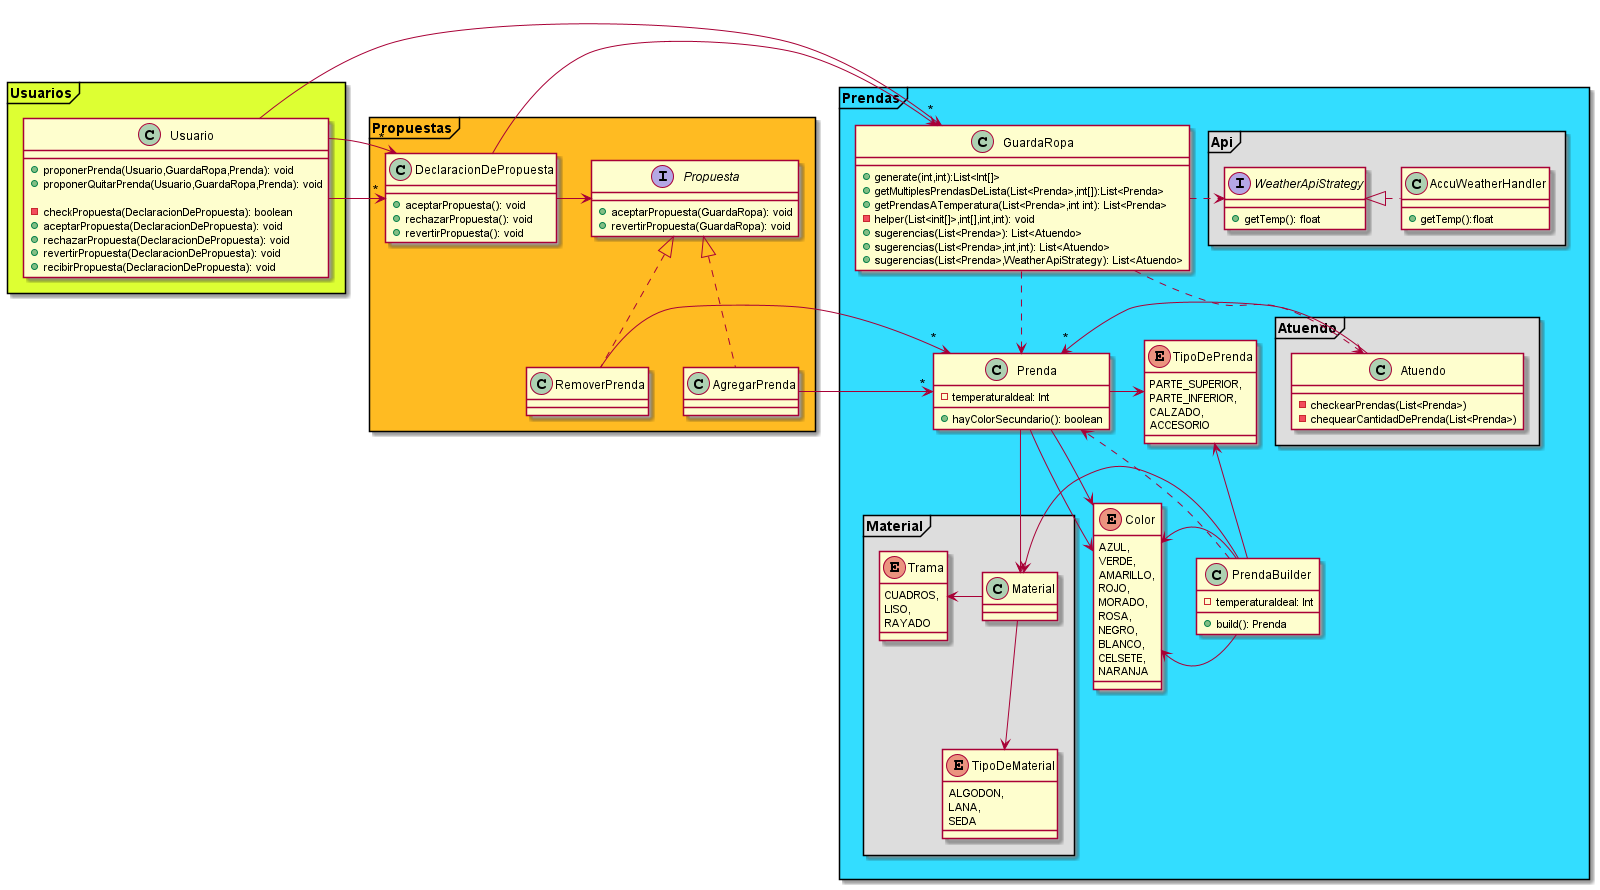 Usuarios
C Usuario
proponerPrenda(Usuario,GuardaRopa,Prenda): void
proponerQuitarPrenda(Usuario,GuardaRopa,Prenda): void
checkPropuesta(DeclaracionDePropuesta): boolean
aceptarPropuesta(DeclaracionDePropuesta): void
rechazarPropuesta(DeclaracionDePropuesta): void
revertirPropuesta(DeclaracionDePropuesta): void
recibirPropuesta(DeclaracionDePropuesta): void
*
*
Propuestas
C DeclaracionDePropuesta
aceptarPropuesta(): void
rechazarPropuesta(): void
revertirPropuesta(): void
I Propuesta
aceptarPropuesta(GuardaRopa): void
revertirPropuesta(GuardaRopa): void
C RemoverPrenda
C AgregarPrenda
Prendas
*
C GuardaRopa
generate(int,int):List<Int[]>
getMultiplesPrendasDeLista(List<Prenda>,int[]):List<Prenda>
getPrendasATemperatura(List<Prenda>,int int): List<Prenda>
helper(List<init[]>,int[],int,int): void
sugerencias(List<Prenda>): List<Atuendo>
sugerencias(List<Prenda>,int,int): List<Atuendo>
sugerencias(List<Prenda>,WeatherApiStrategy): List<Atuendo>
Api
I WeatherApiStrategy
getTemp(): float
C AccuWeatherHandler
getTemp():float
*
*
*
C Prenda
temperaturaIdeal: Int
hayColorSecundario(): boolean
E TipoDePrenda
PARTE_SUPERIOR,
PARTE_INFERIOR,
CALZADO,
ACCESORIO
Atuendo
C Atuendo
checkearPrendas(List<Prenda>)
chequearCantidadDePrenda(List<Prenda>)
Material
E Trama
CUADROS,
LISO,
RAYADO
C Material
E TipoDeMaterial
ALGODON,
LANA,
SEDA
E Color
AZUL,
VERDE,
AMARILLO,
ROJO,
MORADO,
ROSA,
NEGRO,
BLANCO,
CELSETE,
NARANJA
C PrendaBuilder
temperaturaIdeal: Int
build(): Prenda